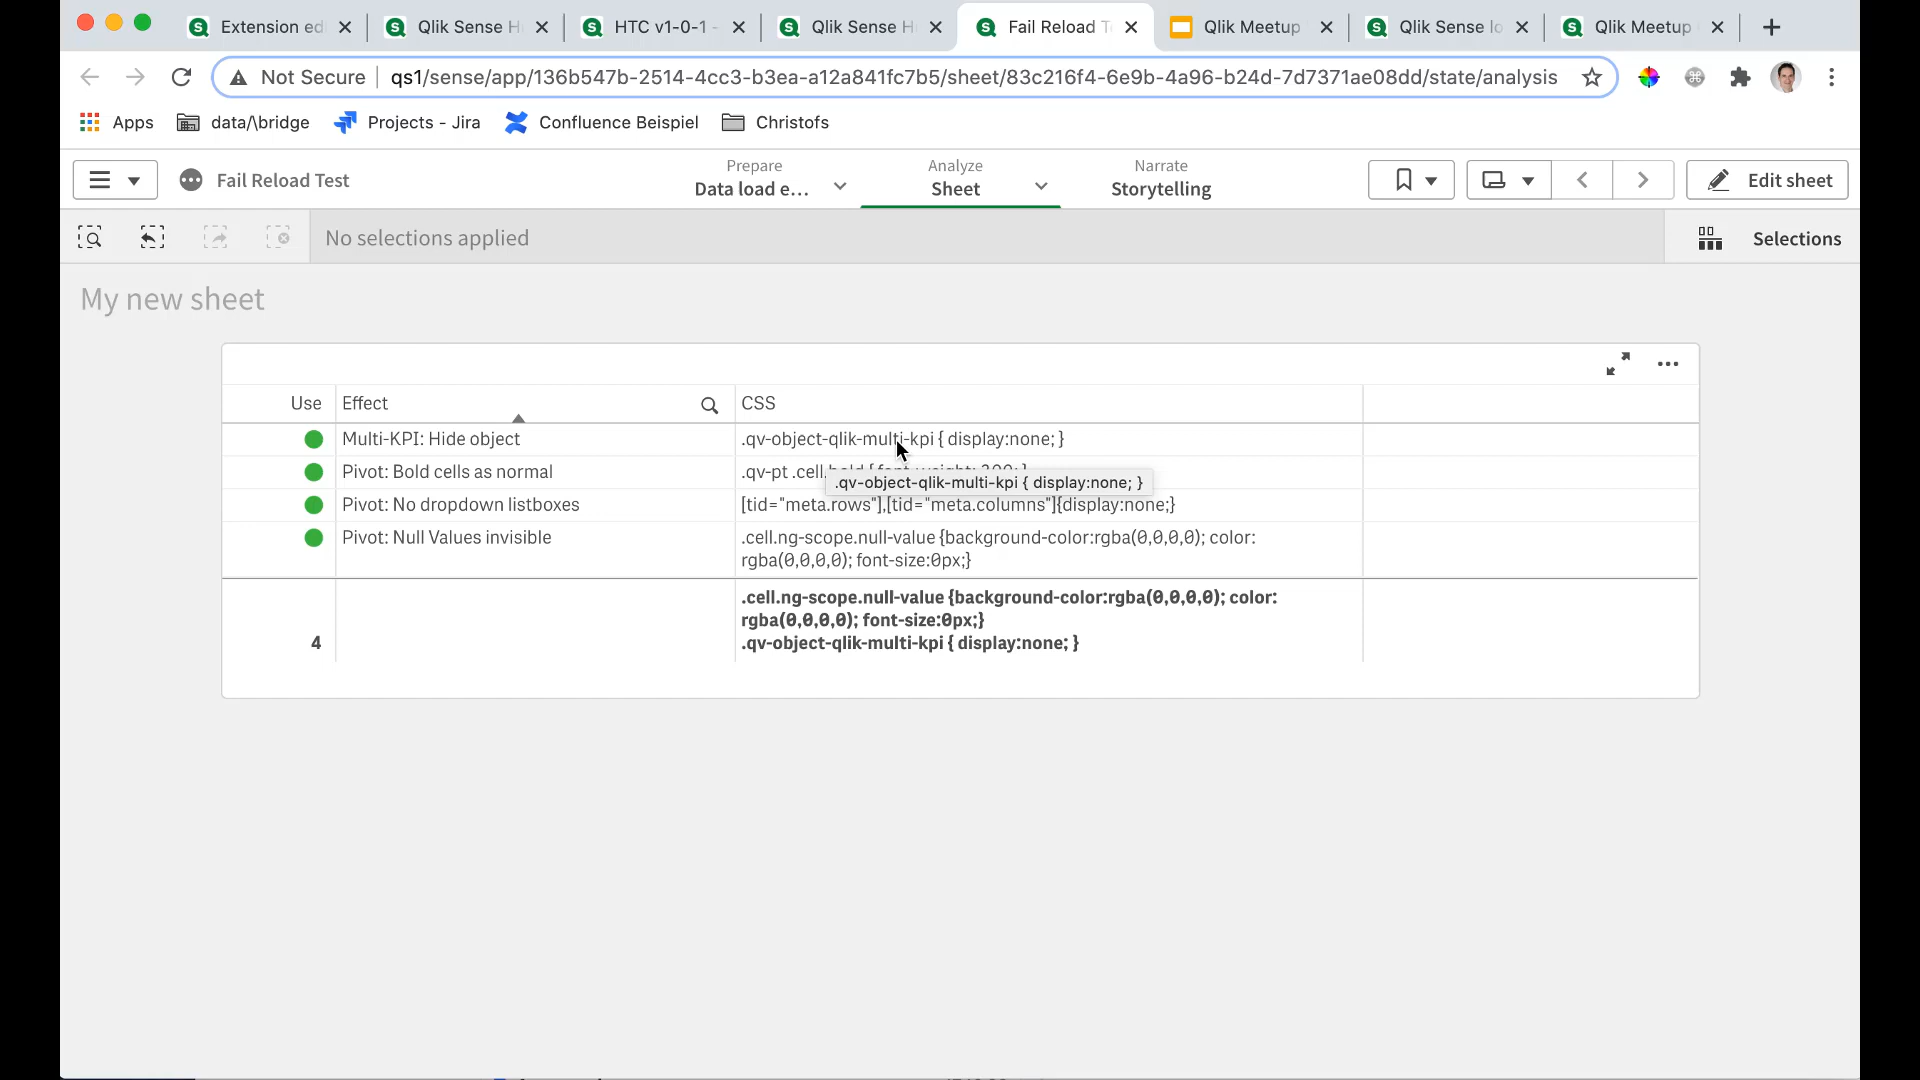 Extension ed
Qlik Sense H
HTC v1-0-1 -
Qlik Sense H
Fail Reload T
Qlik Meetup
Qlik Sense lo
Qlik Meetup
Not Secure
qs1/sense/app/136b547b-2514-4cc3-b3ea-a12a841fc7b5/sheet/83c216f4-6e9b-4a96-b24d-7d7371ae08dd/state/analysis
Apps
data/\bridge
Projects - Jira
Confluence Beispiel
Christofs
Fail Reload Test
Prepare
Data load e...
Analyze
Sheet
Narrate
Storytelling
Edit sheet
No selections applied
Selections
My new sheet
Use
Effect
CSS
Multi-KPI: Hide object
.qv-object-qlik-multi-kpi { display:none; }
Pivot: Bold cells as normal
.qv-pt .cell
.qv-object-qlik-multi-kpi { display:none; }
Pivot: No dropdown listboxes
[tid="meta.rows"],[tid="meta.columns"]{display:none;}
Pivot: Null Values invisible
.cell.ng-scope.null-value {background-color:rgba(0,0,0,0); color:
rgba(0,0,0,0); font-size:0px;}
4
.cell.ng-scope.null-value {background-color:rgba(0,0,0,0); color:
rgba(0,0,0,0); font-size:0px;}
.qv-object-qlik-multi-kpi { display:none; }